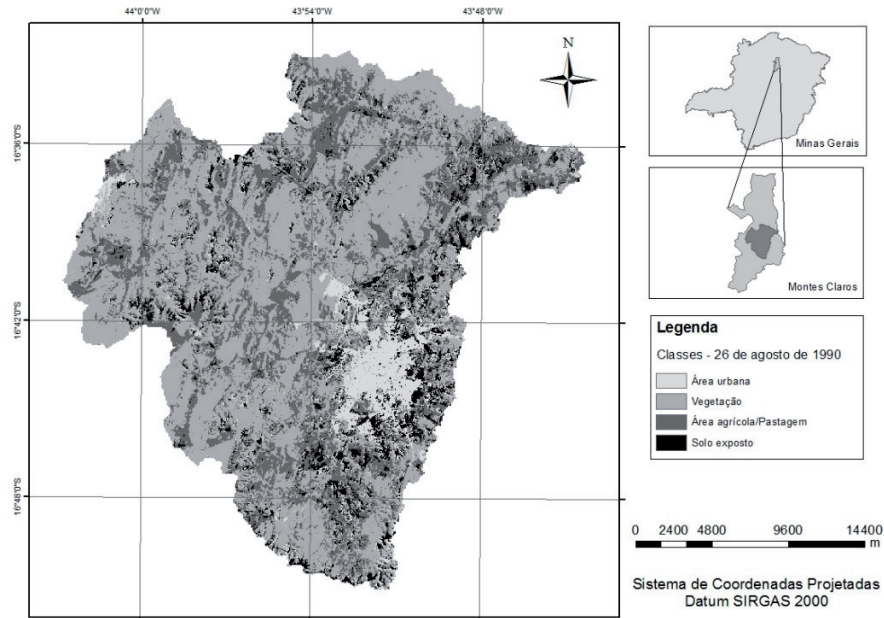 44°0'0"W
43°54'0"W
43°48'0"W
N
16°36'0"S
16°42'0"S
16°48'0"S
Minas Gerais
Montes Claros
Legenda
Classes - 26 de agosto de 1990
Área urbana
Vegetação
Área agrícola/Pastagem
Solo exposto
0 2400 4800 9600 14400
m
Sistema de Coordenadas Projetadas
Datum SIRGAS 2000